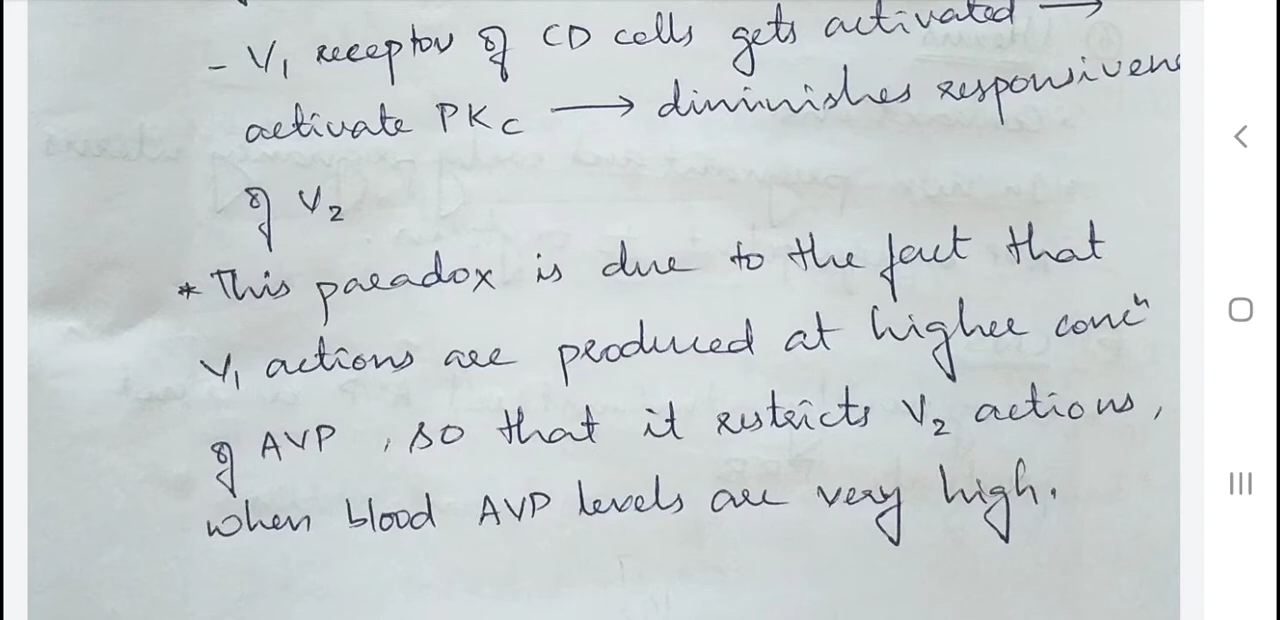 - V₁ receptor of CD cells gets activated →
activate PKc → diminishes responsiven
of V₂
* This paradox is due to the fact that
V₁ actions are produced at higher concⁿ
of AVP, so that it restricts V₂ actions,
when blood AVP levels are very high.